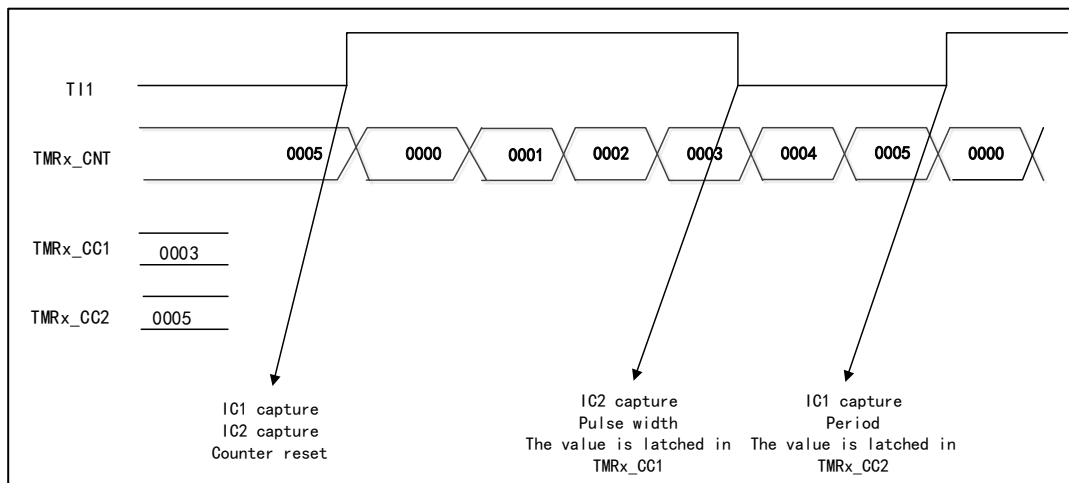 TI1
TMRx_CNT
0005 0000 0001 0002 0003 0004 0005 0000
TMRx_CC1 0003
TMRx_CC2 0005
IC1 capture
IC2 capture
Counter reset
IC2 capture
Pulse width
The value is latched in
TMRx_CC1
IC1 capture
Period
The value is latched in
TMRx_CC2